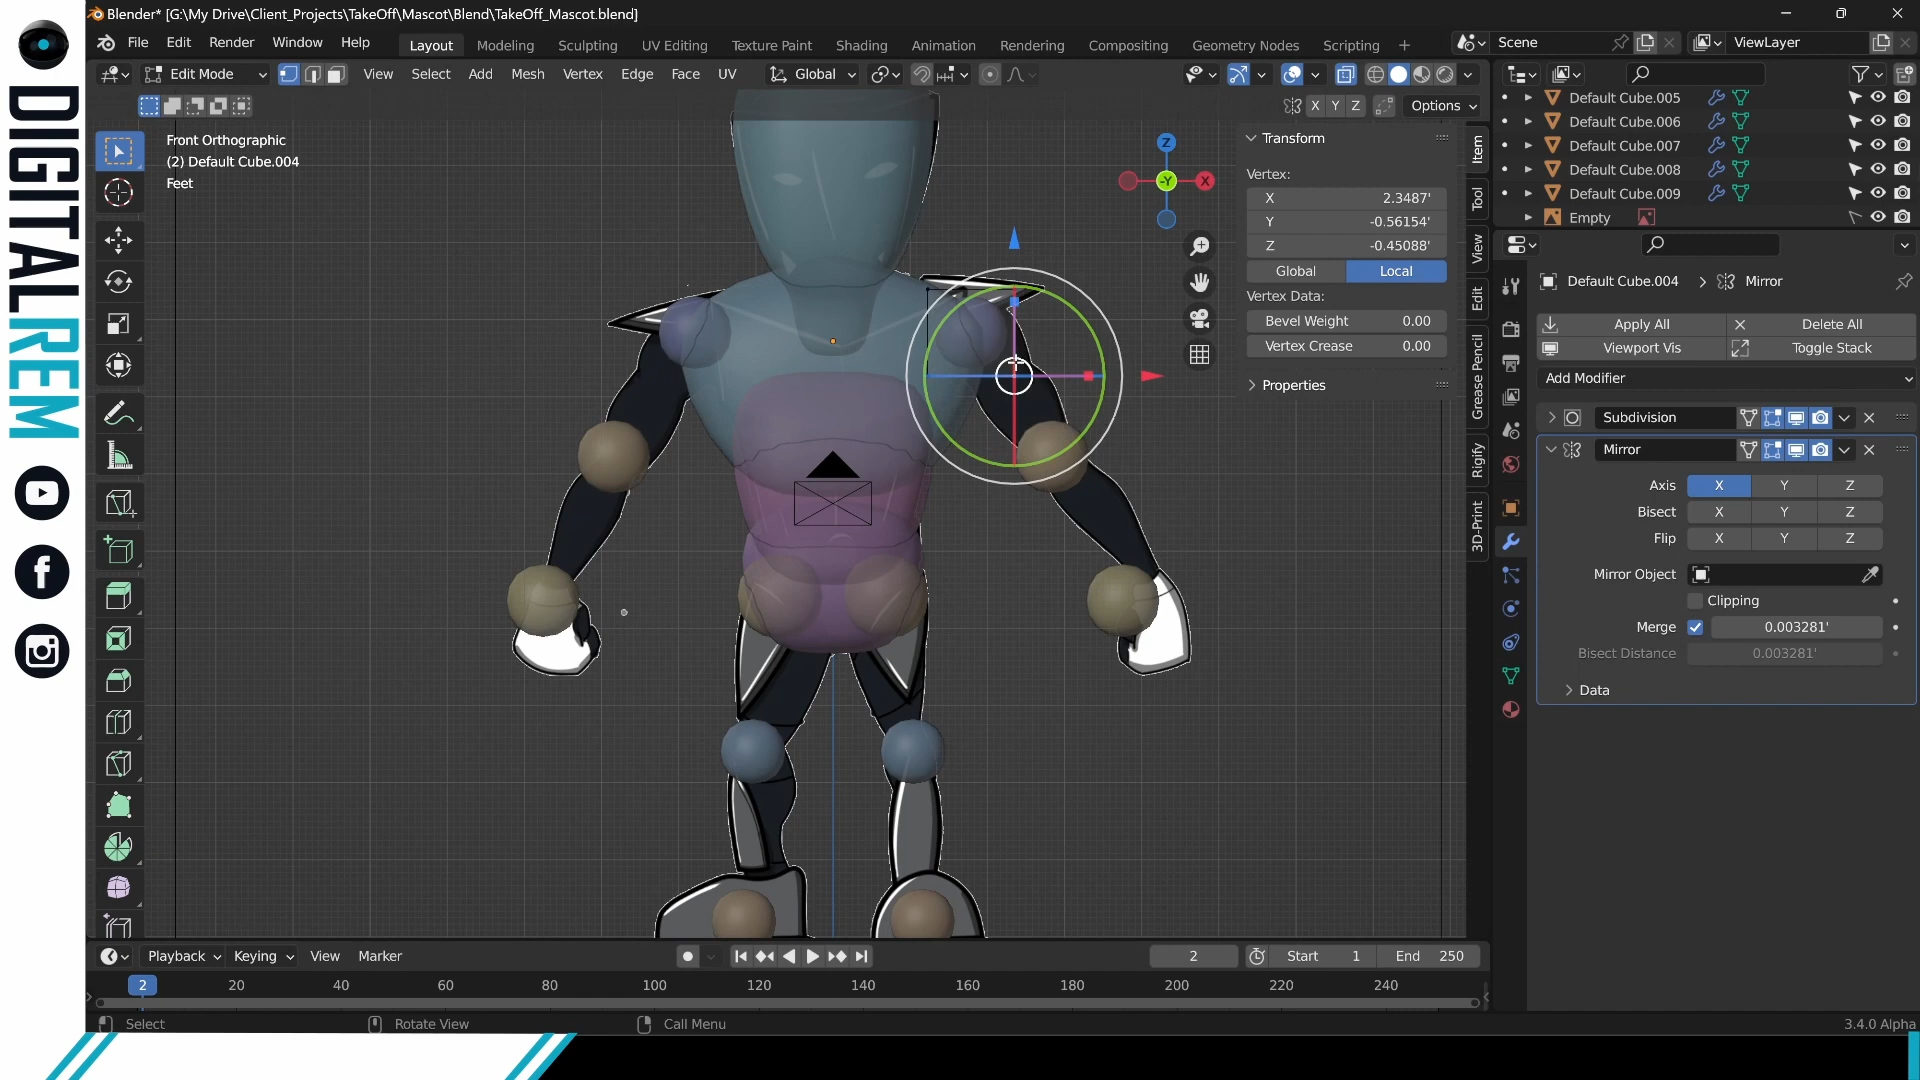 DIGITALREM
Blender* [G:\My Drive\Client_Projects\TakeOff\Mascot\Blend\TakeOff_Mascot.blend]
File Edit Render Window Help Layout Modeling Sculpting UV Editing Texture Paint Shading Animation Rendering Compositing Geometry Nodes Scripting + Scene ViewLayer
Edit Mode View Select Add Mesh Vertex Edge Face UV Global
X Y Z Options
Front Orthographic
(2) Default Cube.004
Feet
Z
-Y
X
Transform
Vertex:
X 2.3487'
Y -0.56154'
Z -0.45088'
Global Local
Vertex Data:
Bevel Weight 0.00
Vertex Crease 0.00
Properties
Item
Tool
View
Edit
Grease Pencil
Rigify
3D-Print
Default Cube.005
Default Cube.006
Default Cube.007
Default Cube.008
Default Cube.009
Empty
Default Cube.004 > Mirror
Apply All Delete All
Viewport Vis Toggle Stack
Add Modifier
Subdivision
Mirror
Axis X Y Z
Bisect X Y Z
Flip X Y Z
Mirror Object
Clipping
Merge 0.003281'
Bisect Distance 0.003281'
Data
Playback Keying View Marker 2 Start 1 End 250
2 20 40 60 80 100 120 140 160 180 200 220 240
Select Rotate View Call Menu 3.4.0 Alpha